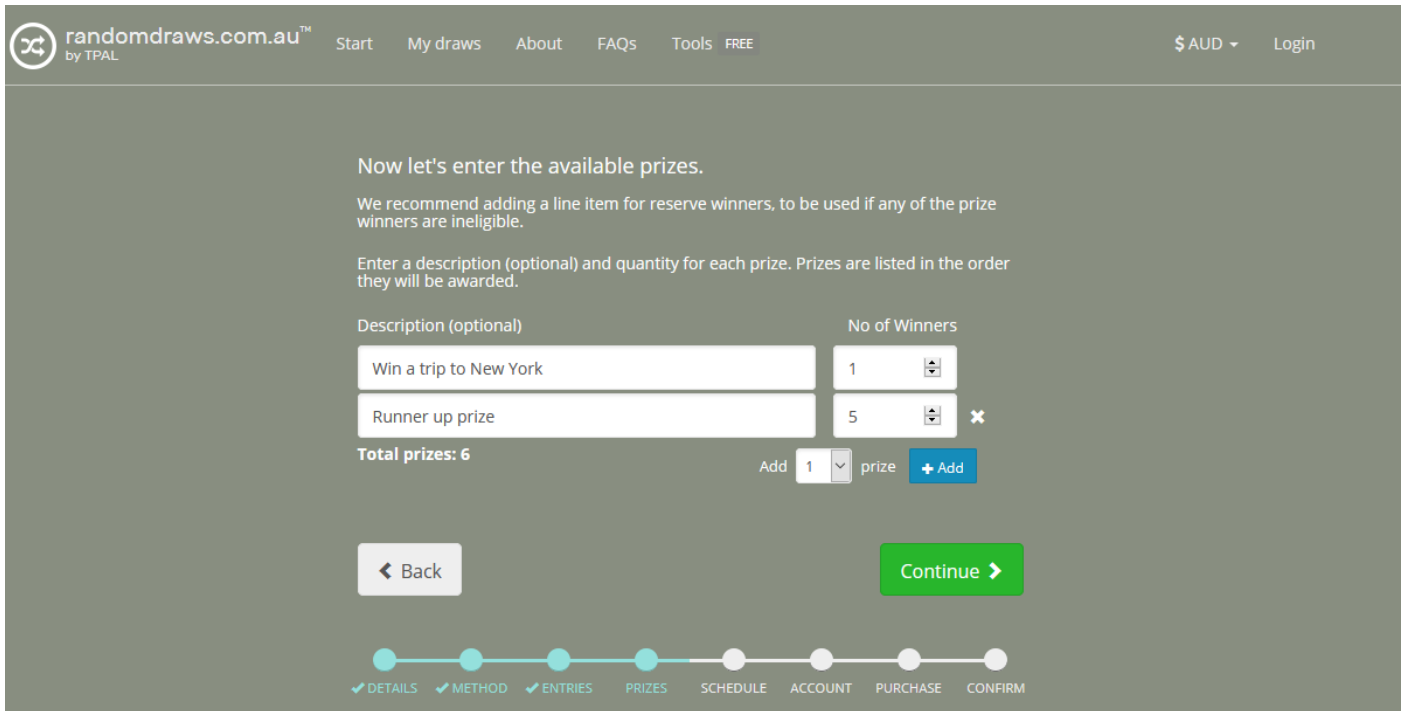 randomdraws.com.au™
by TPAL
Start My draws About FAQs Tools FREE $ AUD Login
Now let's enter the available prizes.
We recommend adding a line item for reserve winners, to be used if any of the prize
winners are ineligible.
Enter a description (optional) and quantity for each prize. Prizes are listed in the order
they will be awarded.
Description (optional) No of Winners
Win a trip to New York 1
Runner up prize 5
Total prizes: 6
Add 1 prize + Add
Back Continue
DETAILS METHOD ENTRIES PRIZES SCHEDULE ACCOUNT PURCHASE CONFIRM